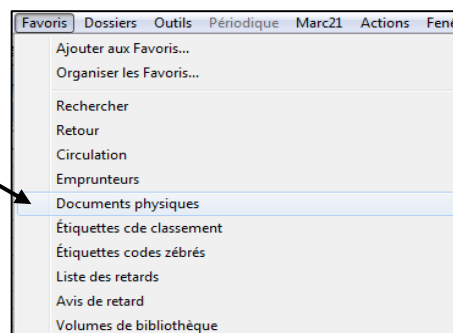 Favoris Dossiers Outils Périodique Marc21 Actions
Ajouter aux Favoris...
Organiser les Favoris...
Rechercher
Retour
Circulation
Emprunteurs
Documents physiques
Étiquettes cde classement
Étiquettes codes zébrés
Liste des retards
Avis de retard
Volumes de bibliothèque